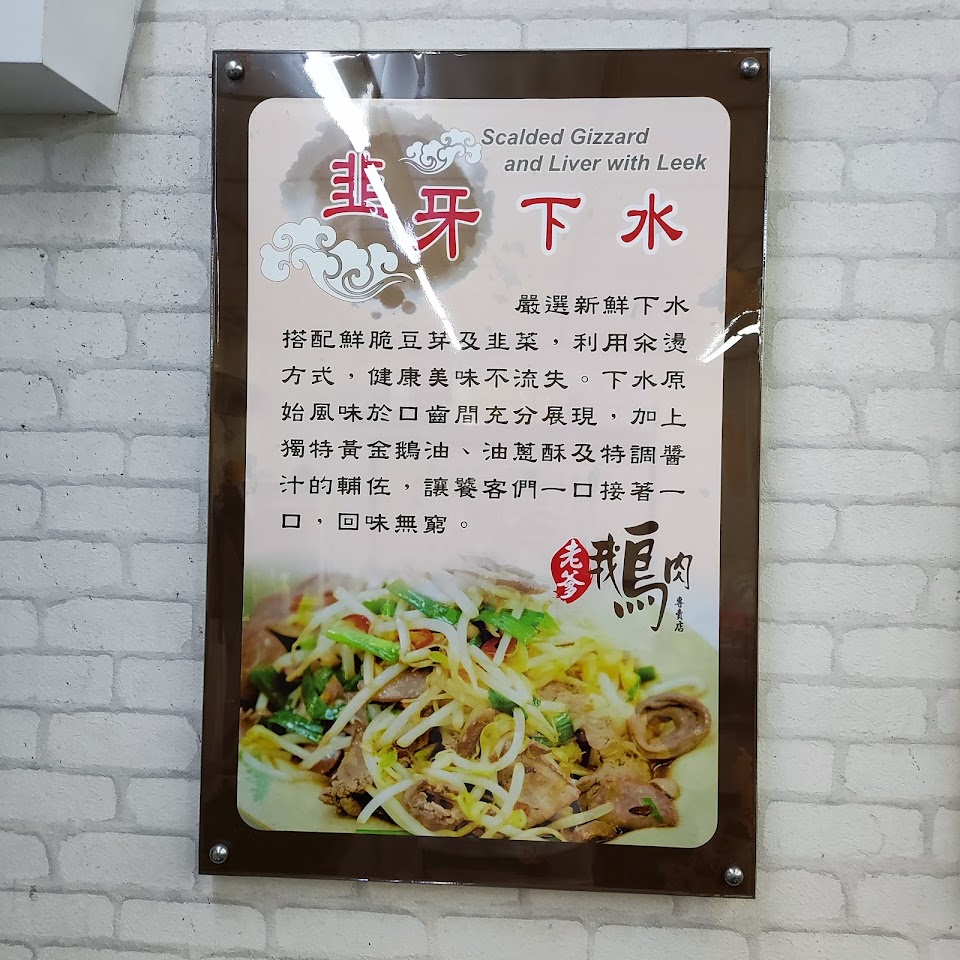 Scalded Gizzard
and Liver with Leek
韭牙下水
嚴選新鮮下水
搭配鮮脆豆芽及韭菜，利用汆燙
方式，健康美味不流失。下水原
始風味於口齒間充分展現，加上
獨特黃金鵝油、油蔥酥及特調醬
汁的輔佐，讓饕客們一口接著一
口，回味無窮。
老爹鵝肉
專賣店